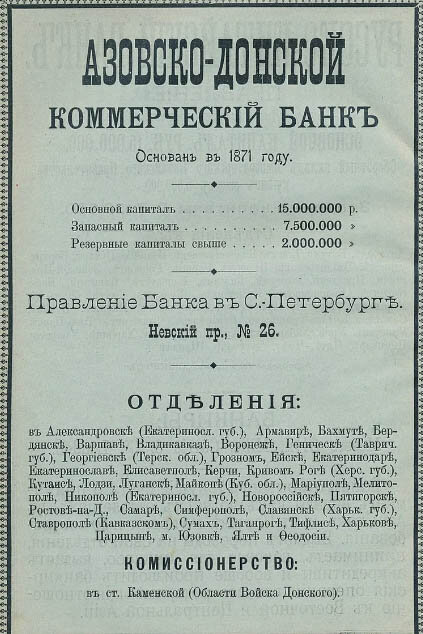 АЗОВСКО-ДОНСКОЙ
КОММЕРЧЕСКІЙ БАНКЪ
Основанъ въ 1871 году.
Основной капиталъ . . . . . . . . . . 15.000.000 р.
Запасный капиталъ . . . . . . . . . . 7.500.000 »
Резервные капиталы свыше . . . . . 2.000.000 »
Правленіе Банка въ С.-Петербургѣ.
Невскій пр., № 26.
ОТДѢЛЕНІЯ:
въ Александровскѣ (Екатериносл. губ.), Армавирѣ, Бахмутѣ, Бер-
дянскѣ, Варшавѣ, Владикавказѣ, Воронежѣ, Геническѣ (Таврич.
губ.), Георгіевскѣ (Терск. обл.), Грозномъ, Ейскѣ, Екатеринодарѣ,
Екатеринославѣ, Елисаветполѣ, Керчи, Кривомъ Рогѣ (Херс. губ.),
Кутаисѣ, Лодзи, Луганскѣ, Майкопѣ (Куб. обл.), Маріуполѣ, Мелито-
полѣ, Никополѣ (Екатериносл. губ.), Новороссійскѣ, Пятигорскѣ,
Ростовѣ-на-Д., Самарѣ, Симферополѣ, Славянскѣ (Харьк. губ.),
Ставрополѣ (Кавказскомъ), Сумахъ, Таганрогѣ, Тифлисѣ, Харьковѣ,
Царицынѣ, м. Юзовкѣ, Ялтѣ и Ѳеодосіи.
КОМИССІОНЕРСТВО:
въ ст. Каменской (Области Войска Донского).